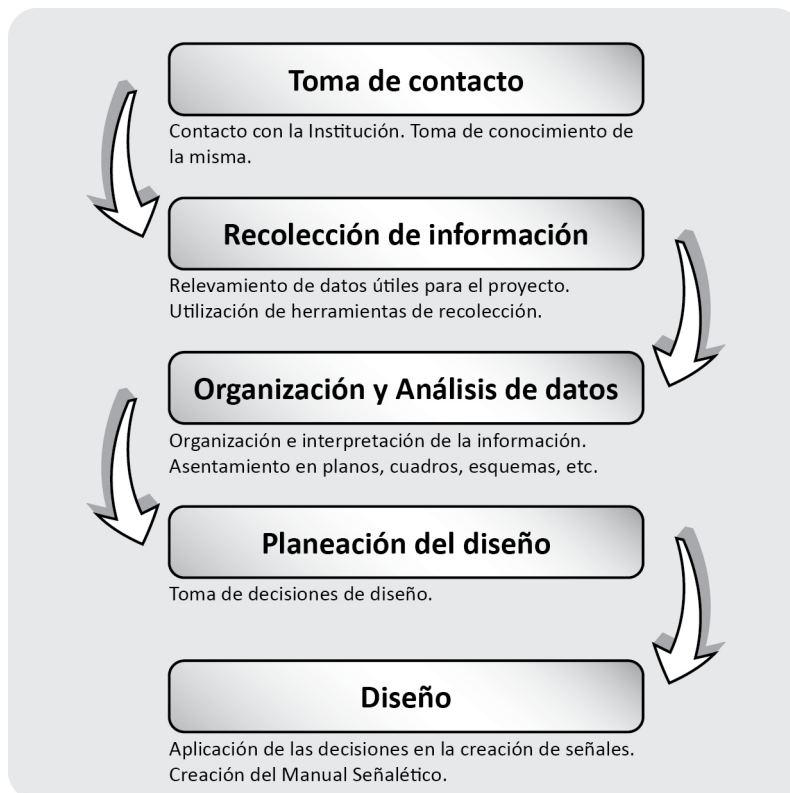 Toma de contacto
Contacto con la Institución. Toma de conocimiento de
la misma.
Recolección de información
Relevamiento de datos útiles para el proyecto.
Utilización de herramientas de recolección.
Organización y Análisis de datos
Organización e interpretación de la información.
Asentamiento en planos, cuadros, esquemas, etc.
Planeación del diseño
Toma de decisiones de diseño.
Diseño
Aplicación de las decisiones en la creación de señales.
Creación del Manual Señalético.